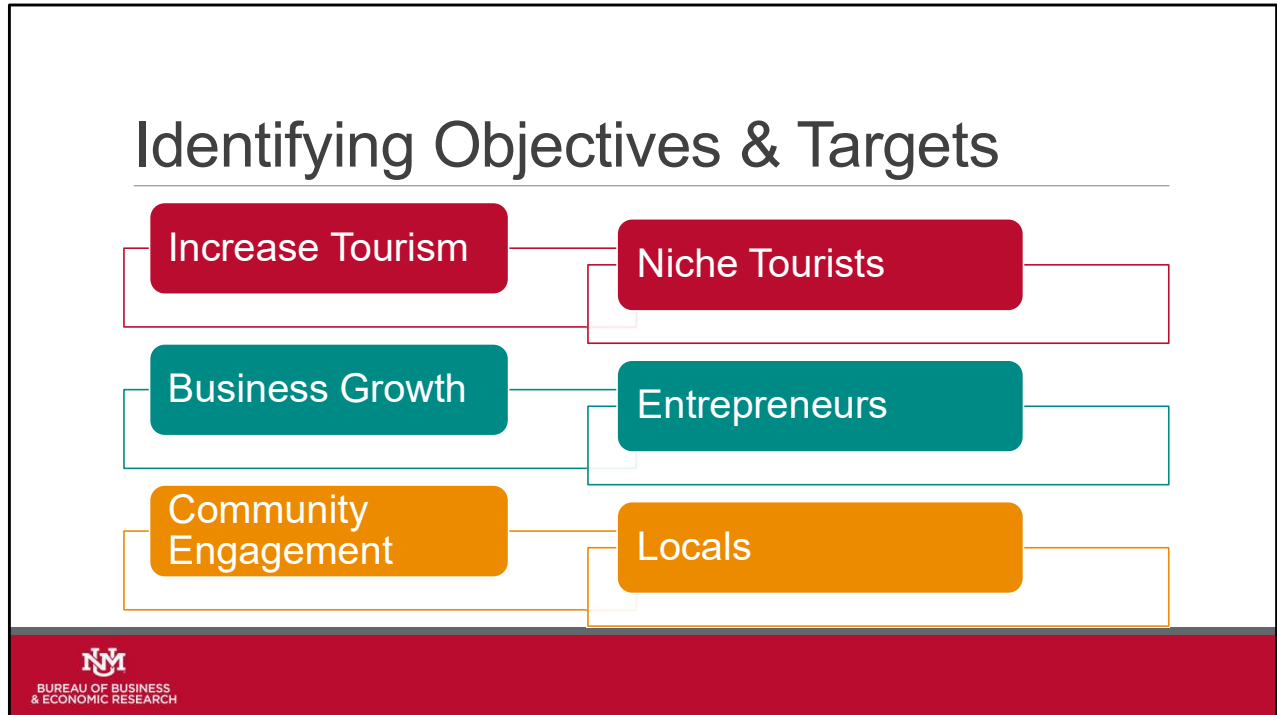 Identifying Objectives & Targets
Increase Tourism
Niche Tourists
Business Growth
Entrepreneurs
Community
Engagement
Locals
UNM
BUREAU OF BUSINESS
& ECONOMIC RESEARCH